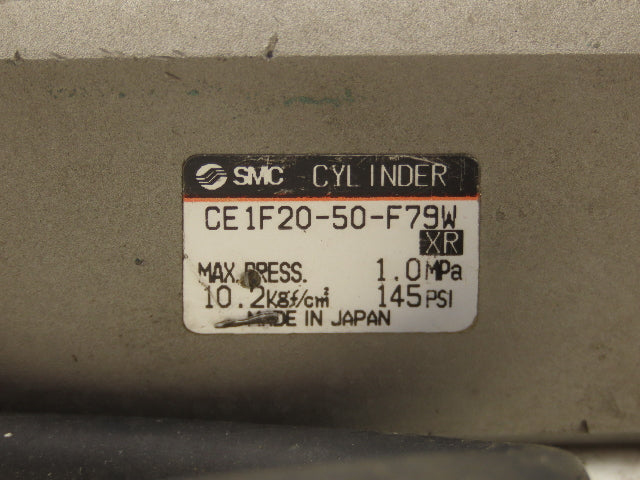 SMC CYLINDER
CE1F20-50-F79W
XR
MAX.PRESS. 1.0MPa
10.2Kgf/cm² 145PSI
MADE IN JAPAN